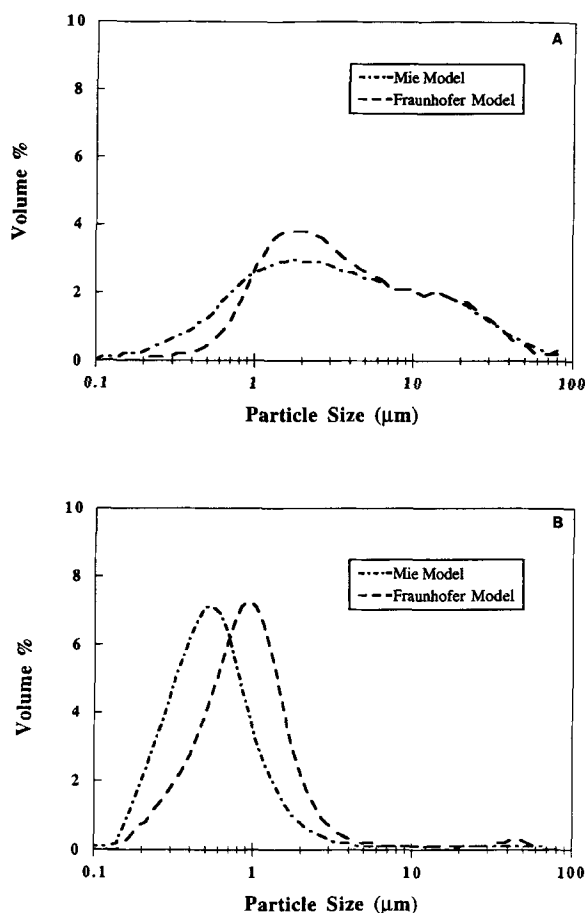 A
10
8
6
4
2
0
Volume %
Mie Model
Fraunhofer Model
0.1 1 10 100
Particle Size (μm)
B
10
8
6
4
2
0
Volume %
Mie Model
Fraunhofer Model
0.1 1 10 100
Particle Size (μm)